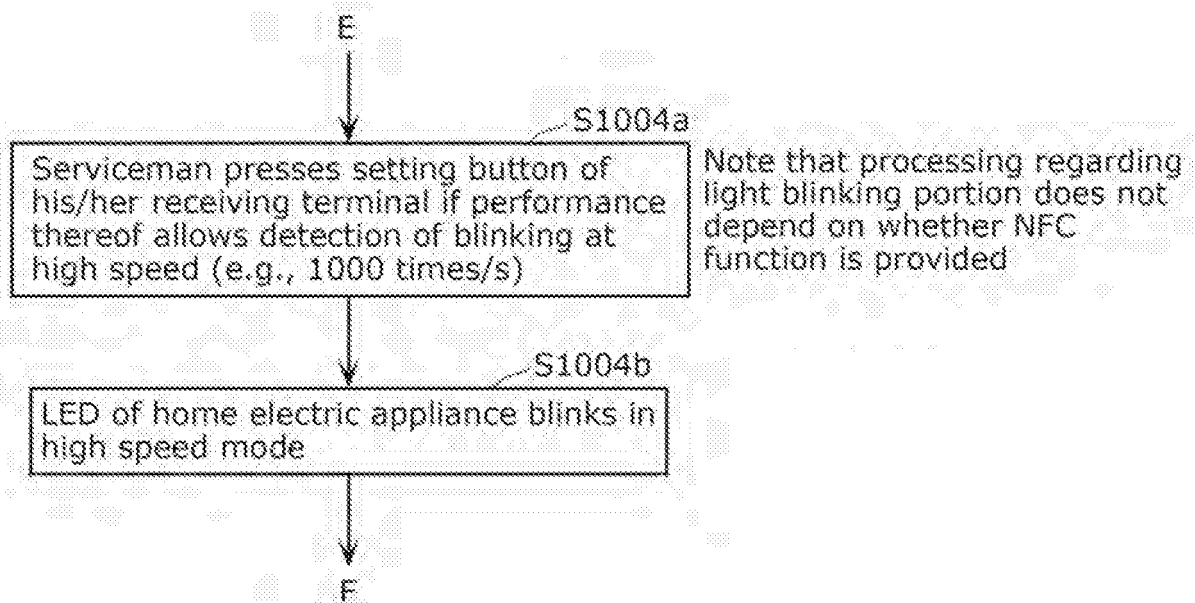 E
S1004a
Serviceman presses setting button of
his/her receiving terminal if performance
thereof allows detection of blinking at
high speed (e.g., 1000 times/s)
Note that processing regarding
light blinking portion does not
depend on whether NFC
function is provided
S1004b
LED of home electric appliance blinks in
high speed mode
F